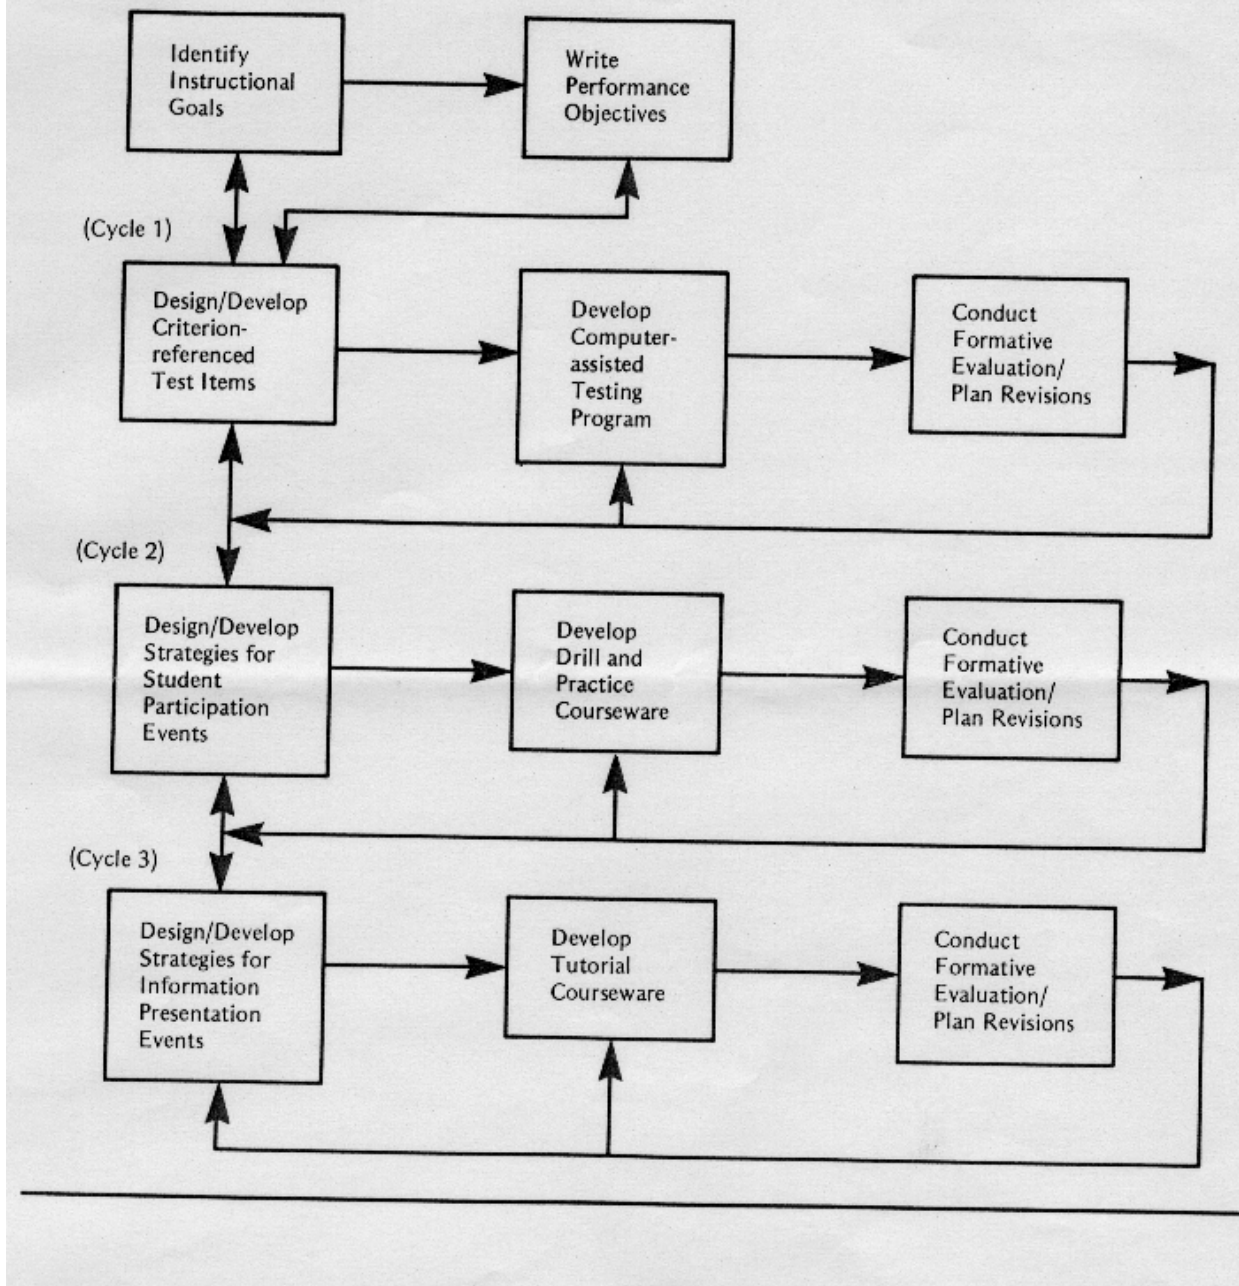 Identify
Instructional
Goals
Write
Performance
Objectives
(Cycle 1)
Design/Develop
Criterion-
referenced
Test Items
Develop
Computer-
assisted
Testing
Program
Conduct
Formative
Evaluation/
Plan Revisions
(Cycle 2)
Design/Develop
Strategies for
Student
Participation
Events
Develop
Drill and
Practice
Courseware
Conduct
Formative
Evaluation/
Plan Revisions
(Cycle 3)
Design/Develop
Strategies for
Information
Presentation
Events
Develop
Tutorial
Courseware
Conduct
Formative
Evaluation/
Plan Revisions